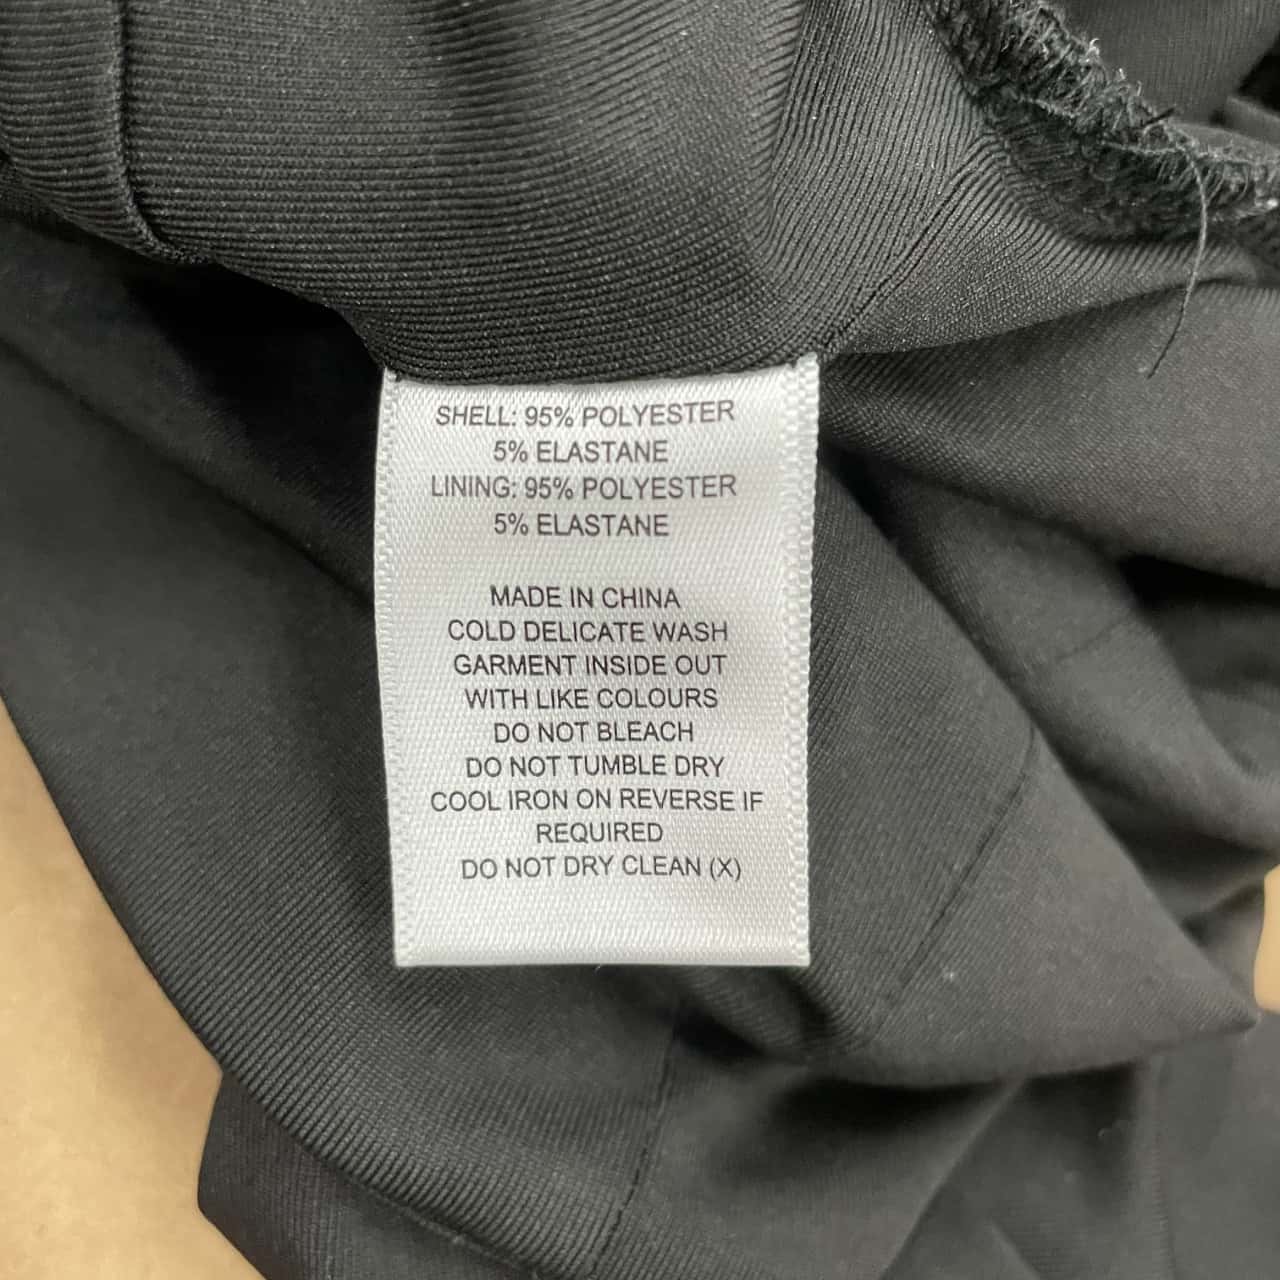 SHELL: 95% POLYESTER
5% ELASTANE
LINING: 95% POLYESTER
5% ELASTANE
MADE IN CHINA
COLD DELICATE WASH
GARMENT INSIDE OUT
WITH LIKE COLOURS
DO NOT BLEACH
DO NOT TUMBLE DRY
COOL IRON ON REVERSE IF
REQUIRED
DO NOT DRY CLEAN (X)